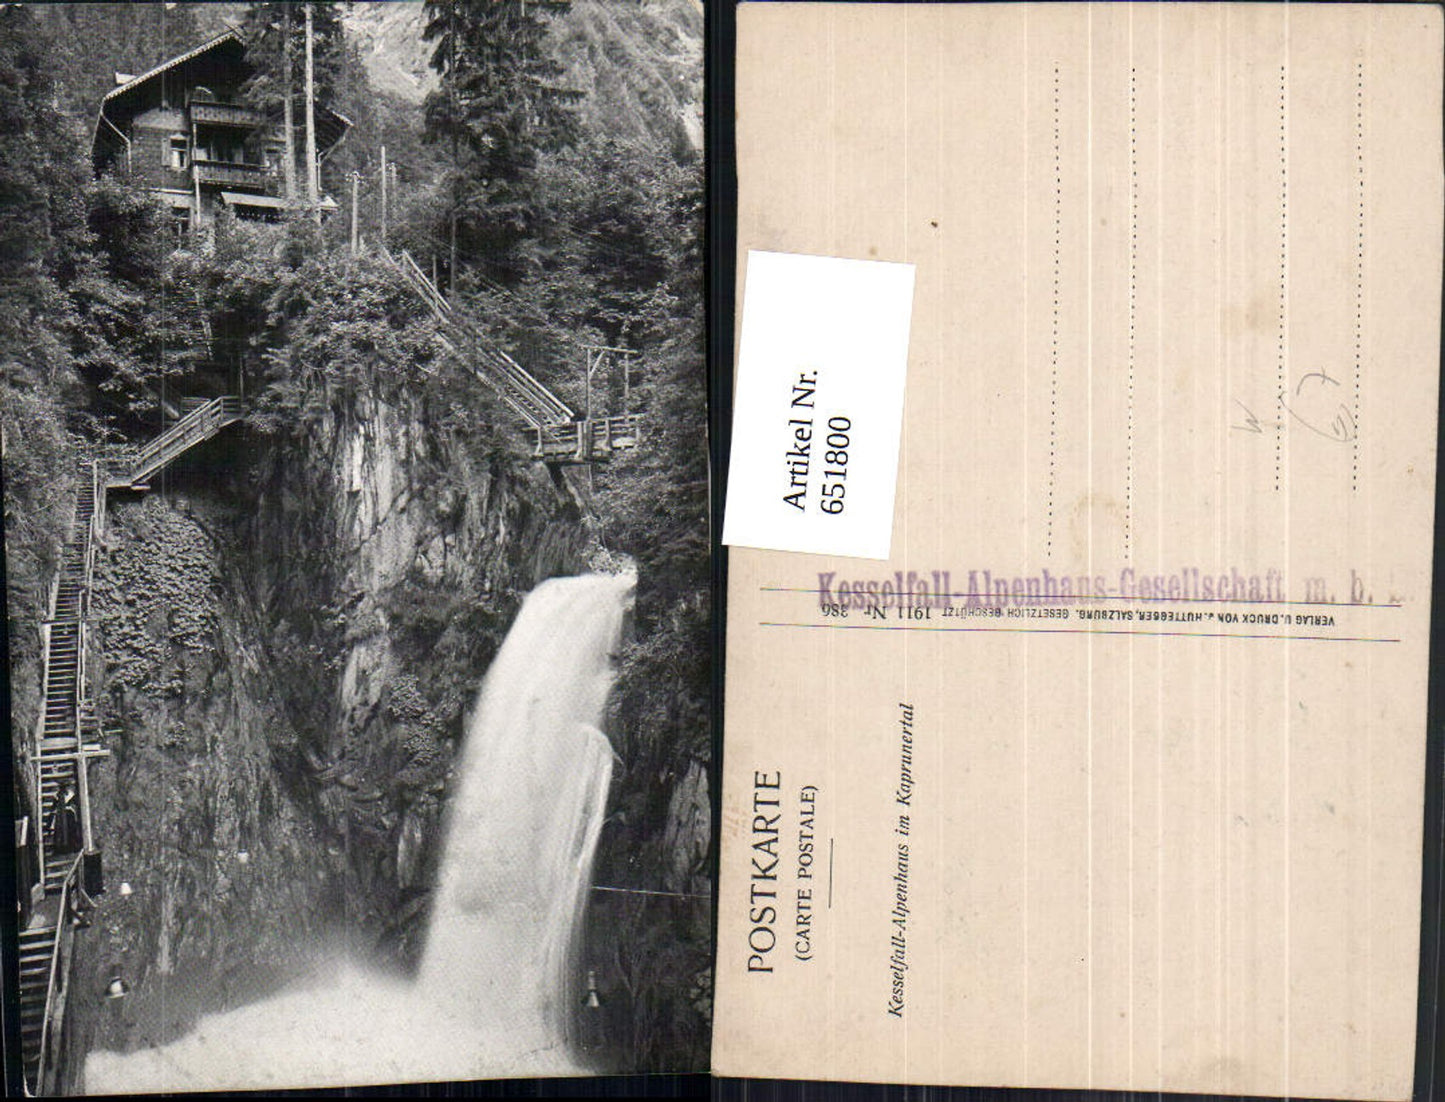 POSTKARTE
(CARTE POSTALE)
Kesselfall-Alpenhaus im Kaprunertal
Artikel Nr.
651800
Kesselfall-Alpenhaus-Gesellschaft m. b.
VERLAG U. DRUCK VON J. HUTTEGGER, SALZBURG. GESETZLICH GESCHÜTZT 1911 Nr. 386